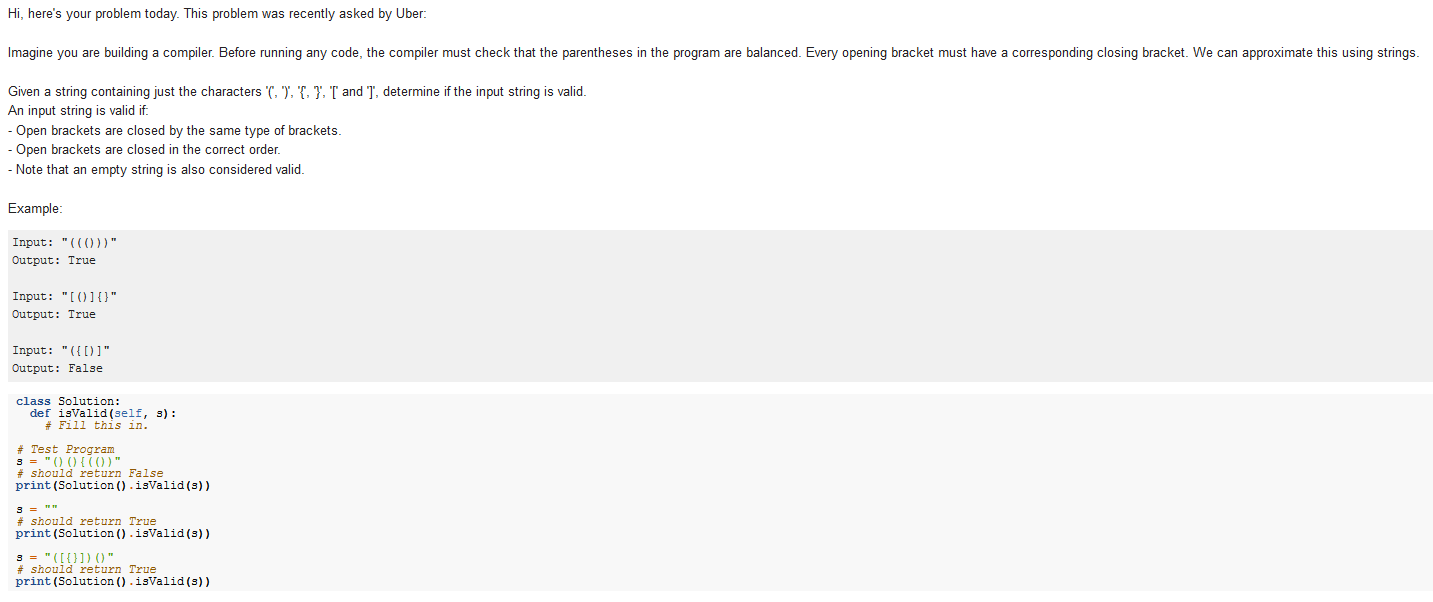 Hi, here's your problem today. This problem was recently asked by Uber:
Imagine you are building a compiler. Before running any code, the compiler must check that the parentheses in the program are balanced. Every opening bracket must have a corresponding closing bracket. We can approximate this using strings.
Given a string containing just the characters '(', ')', '{', '}', '[' and ']', determine if the input string is valid.
An input string is valid if:
- Open brackets are closed by the same type of brackets.
- Open brackets are closed in the correct order.
- Note that an empty string is also considered valid.
Example:
Input: "((()))"
Output: True
Input: "[()]{}"
Output: True
Input: "({[)]"
Output: False
class Solution:
  def isValid(self, s):
    # Fill this in.
# Test Program
s = "()(){(())"
# should return False
print(Solution().isValid(s))
s = ""
# should return True
print(Solution().isValid(s))
s = "([{}])()"
# should return True
print(Solution().isValid(s))